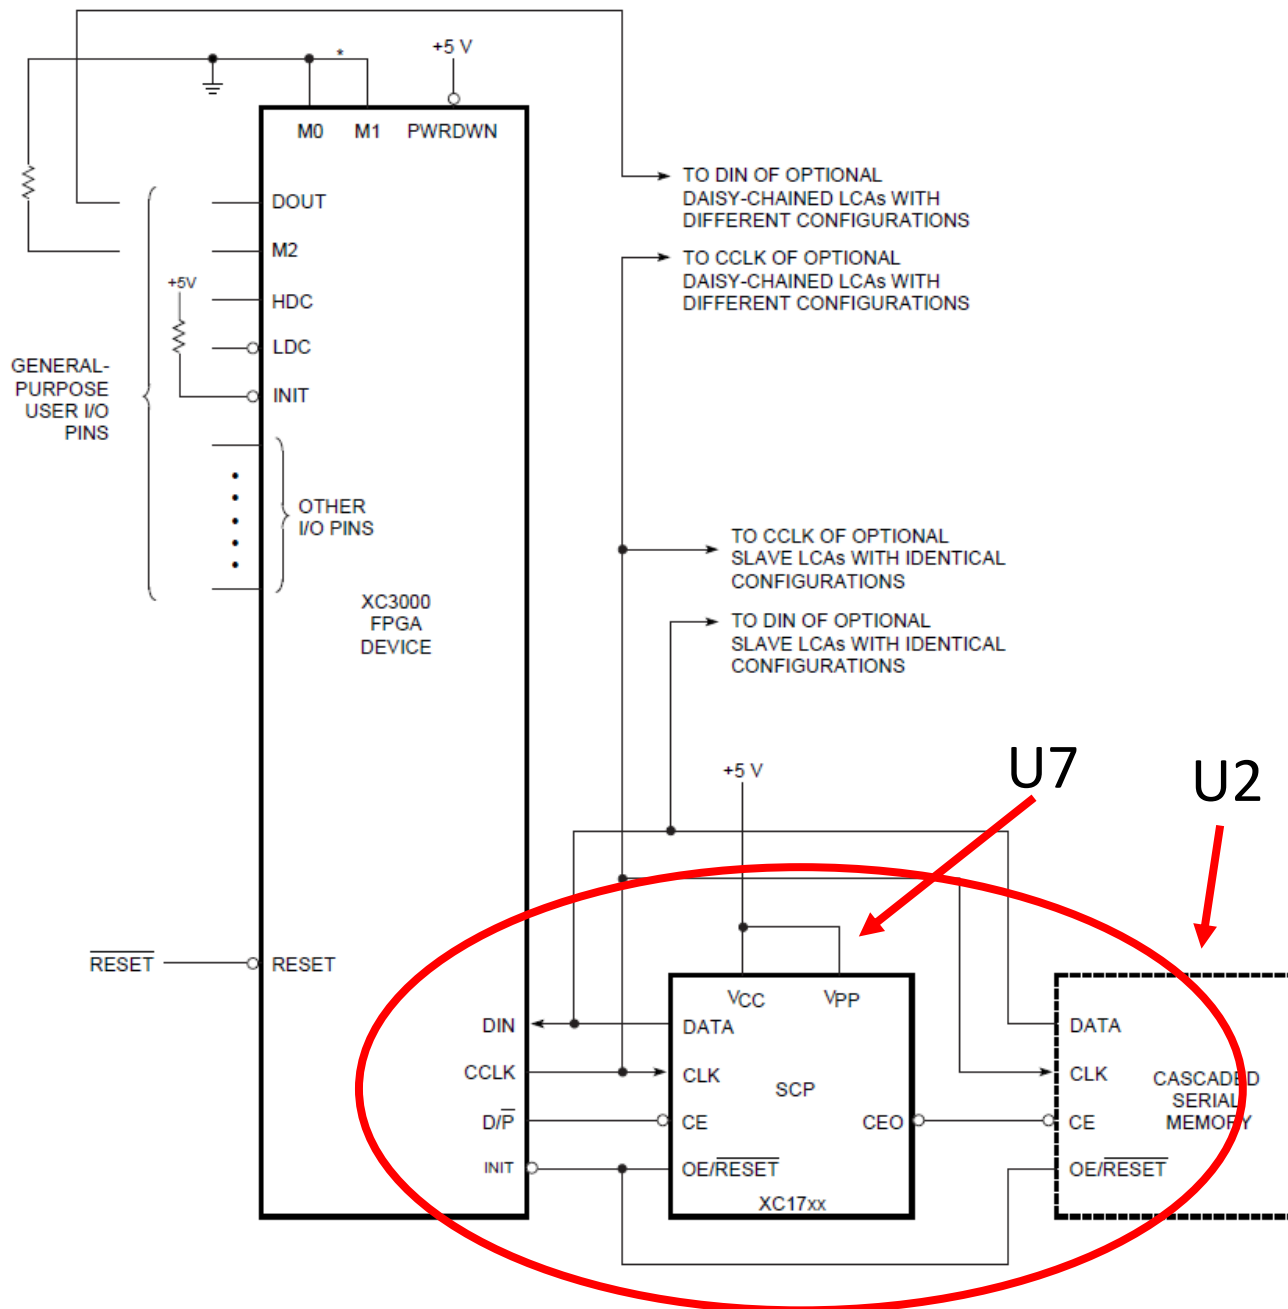 +5 V
*
M0 M1 PWRDWN
TO DIN OF OPTIONAL
DAISY-CHAINED LCAs WITH
DIFFERENT CONFIGURATIONS
DOUT
M2
TO CCLK OF OPTIONAL
DAISY-CHAINED LCAs WITH
DIFFERENT CONFIGURATIONS
+5V
HDC
LDC
INIT
GENERAL-
PURPOSE
USER I/O
PINS
OTHER
I/O PINS
TO CCLK OF OPTIONAL
SLAVE LCAs WITH IDENTICAL
CONFIGURATIONS
XC3000
FPGA
DEVICE
TO DIN OF OPTIONAL
SLAVE LCAs WITH IDENTICAL
CONFIGURATIONS
U7
U2
+5 V
RESET
RESET
VCC VPP
DIN
CCLK
D/P
INIT
DATA
CLK
CE
OE/RESET
SCP
CEO
XC17xx
DATA
CLK
CE
OE/RESET
CASCADED
SERIAL
MEMORY